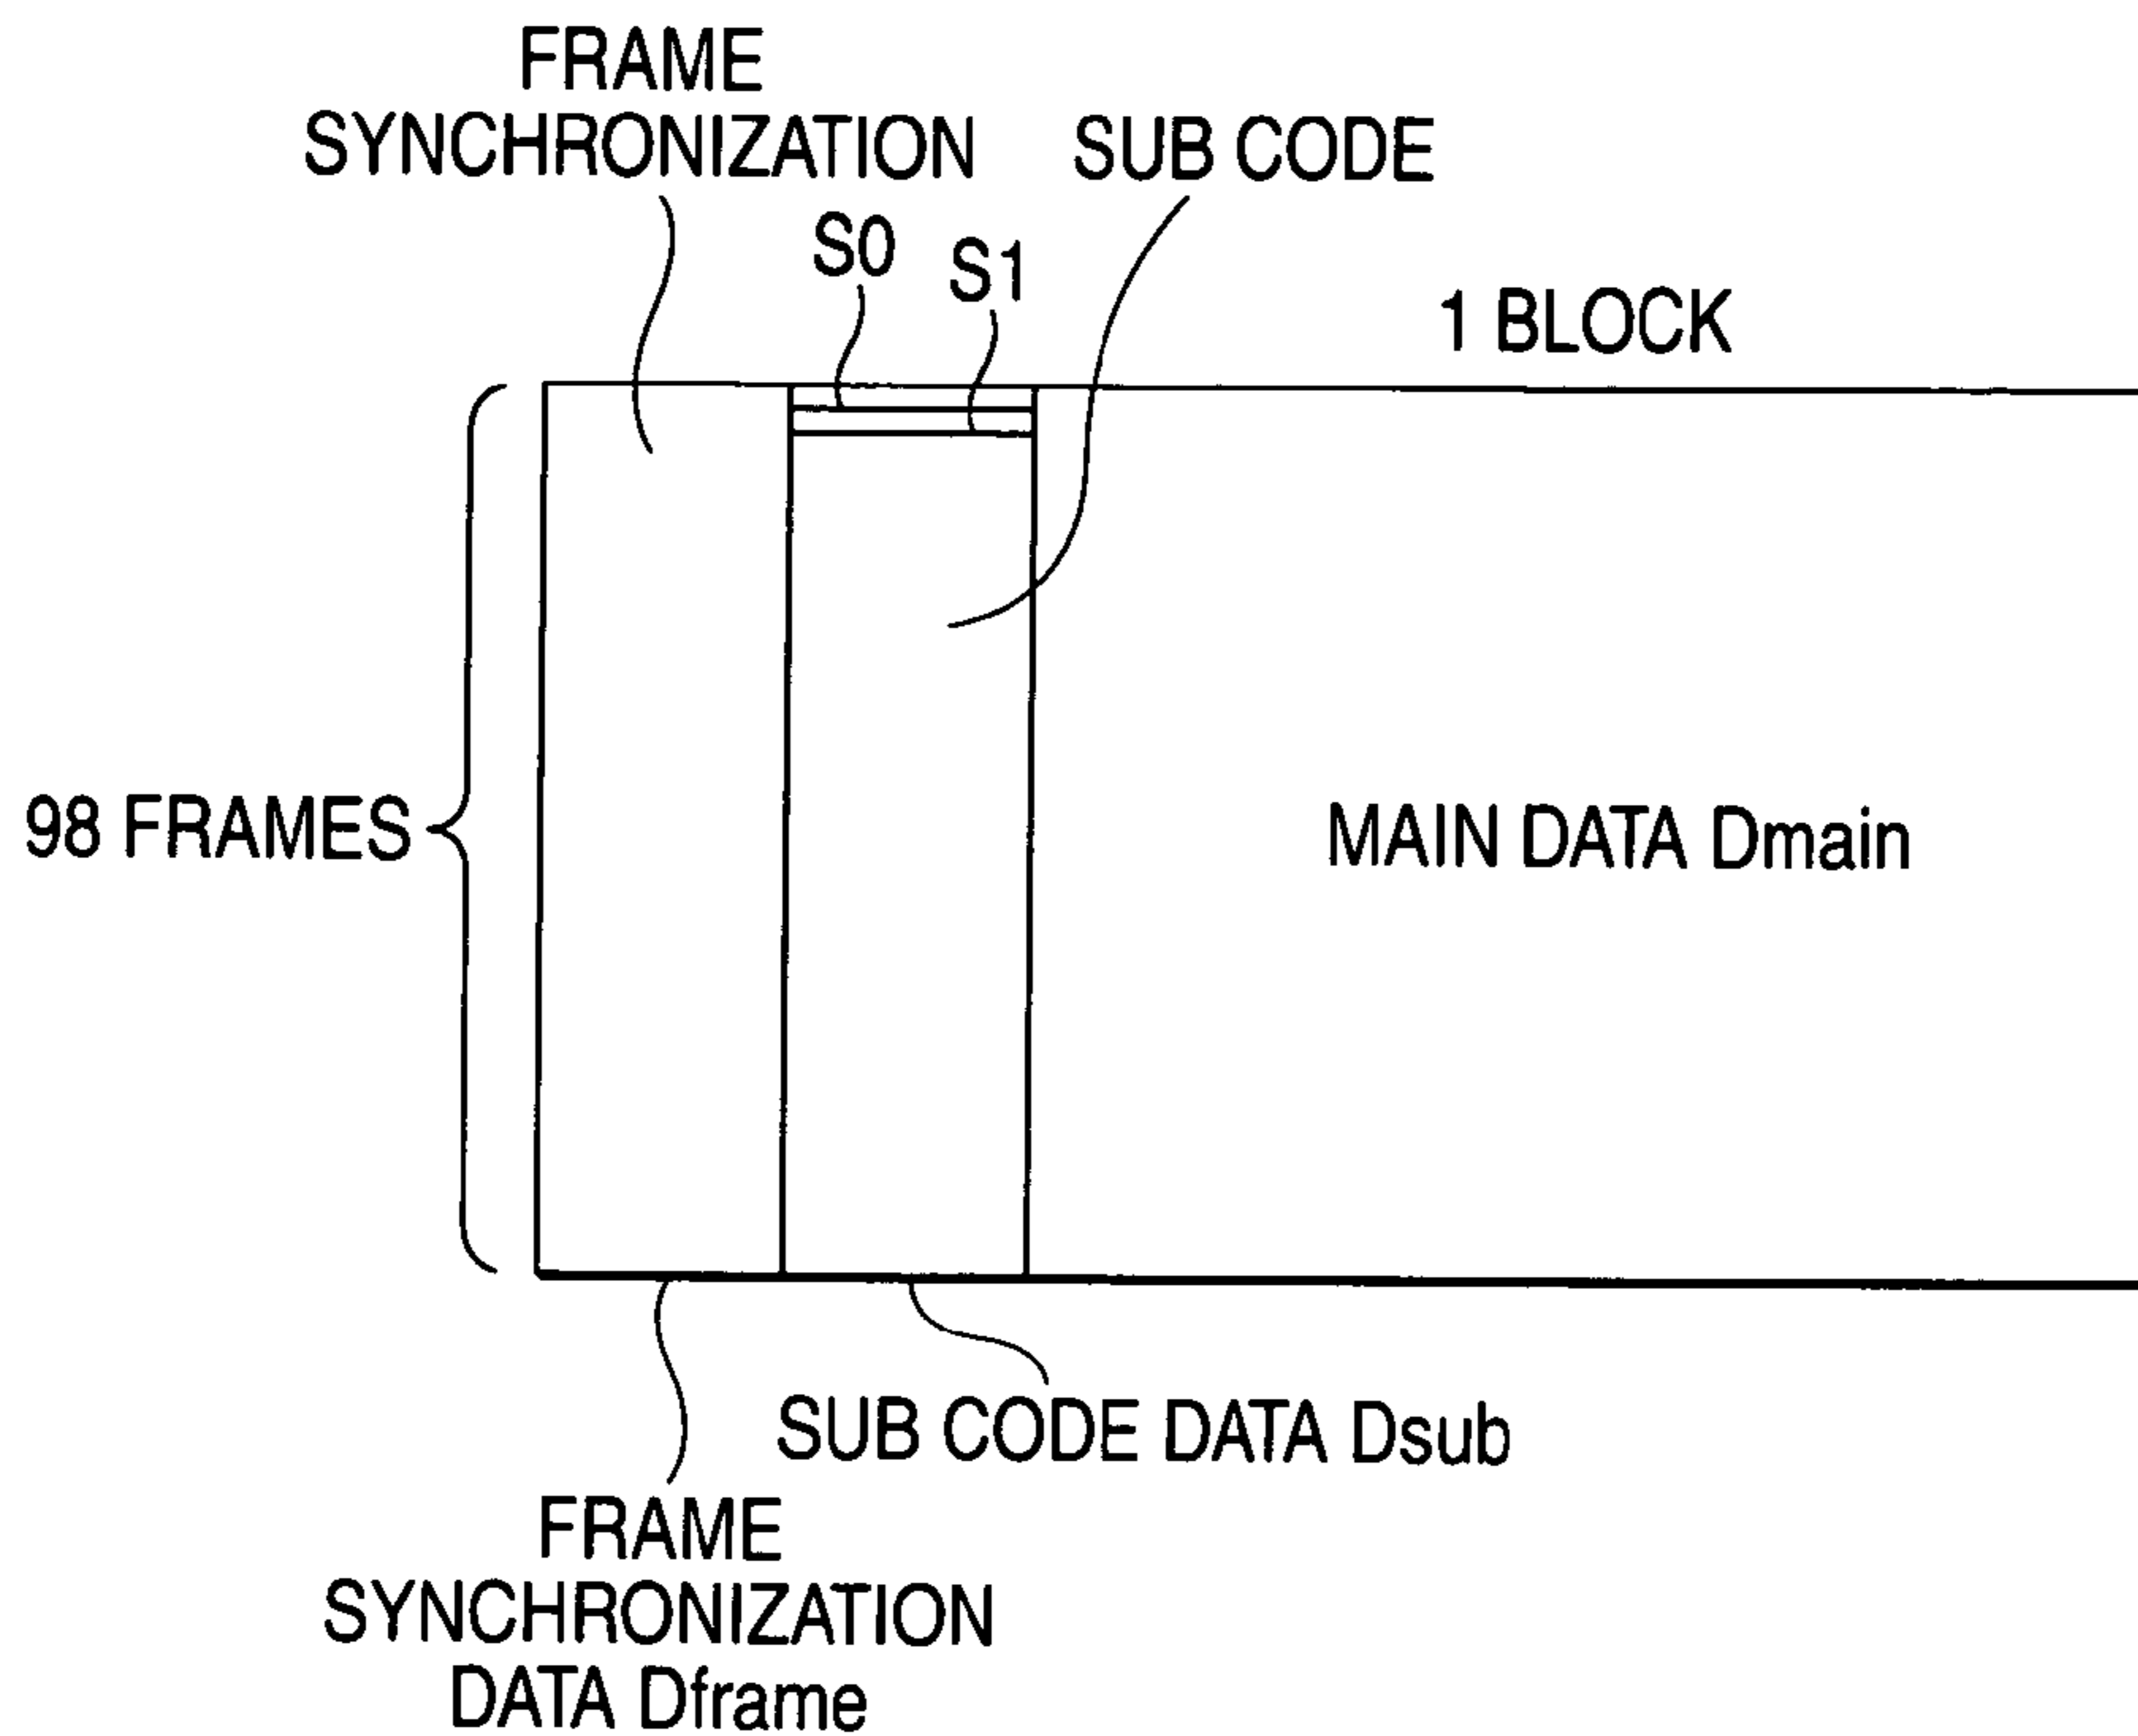 FRAME
SYNCHRONIZATION
SUB CODE
S0
S1
1 BLOCK
98 FRAMES
MAIN DATA Dmain
SUB CODE DATA Dsub
FRAME
SYNCHRONIZATION
DATA Dframe